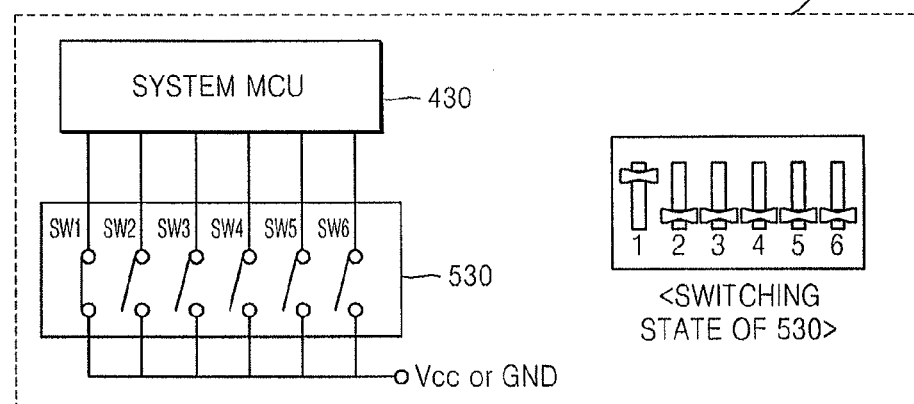 SYSTEM MCU
430
SW1 SW2 SW3 SW4 SW5 SW6
530
Vcc or GND
1 2 3 4 5 6
<SWITCHING
STATE OF 530>